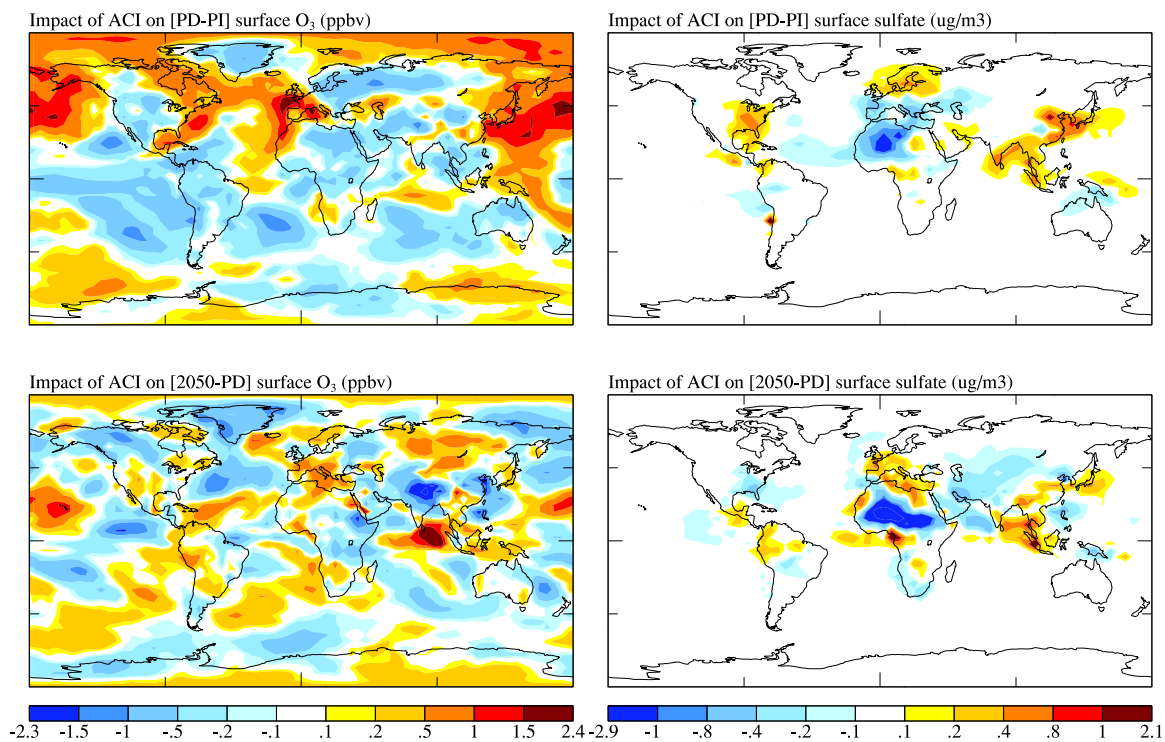 Impact of ACI on [PD-PI] surface O₃ (ppbv)
Impact of ACI on [PD-PI] surface sulfate (ug/m3)
Impact of ACI on [2050-PD] surface O₃ (ppbv)
Impact of ACI on [2050-PD] surface sulfate (ug/m3)
-2.3 -1.5 -1 -.5 -.2 -.1 .1 .2 .5 1 1.5 2.4
-2.9 -1 -.8 -.4 -.2 -.1 .1 .2 .4 .8 1 2.1